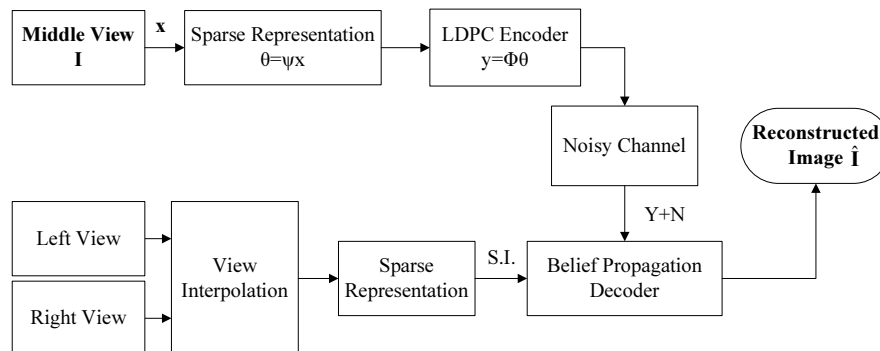 Middle View
I
x
Sparse Representation
θ=ψx
LDPC Encoder
y=Φθ
Noisy Channel
Reconstructed
Image Î
Y+N
Left View
Right View
View
Interpolation
Sparse
Representation
S.I.
Belief Propagation
Decoder